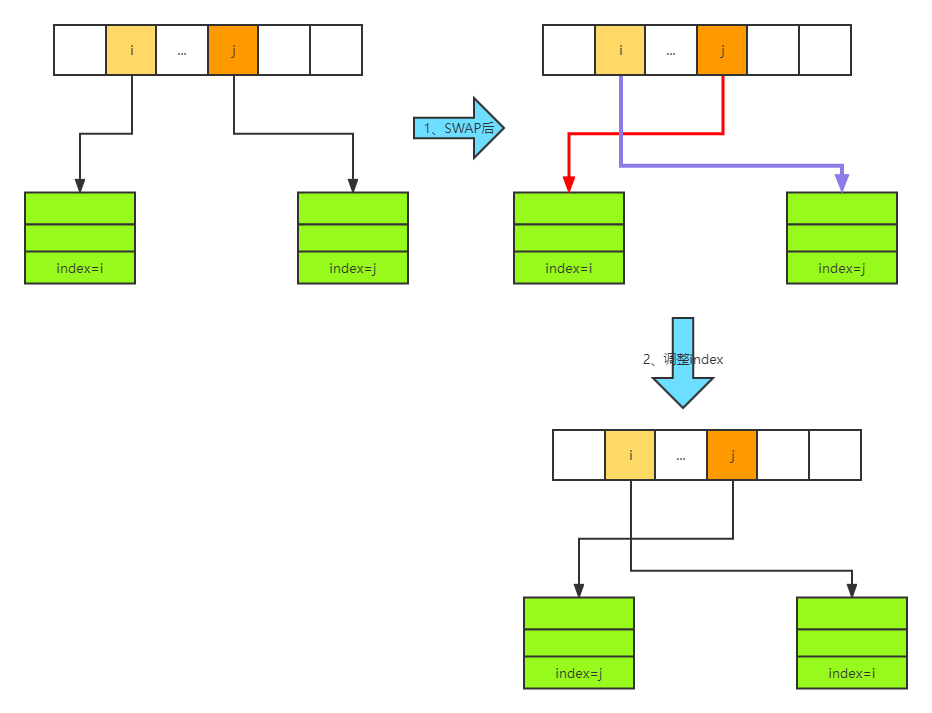 i ... j
i ... j
1、SWAP后
index=i
index=j
index=i
index=j
2、调整index
i ... j
index=j
index=i